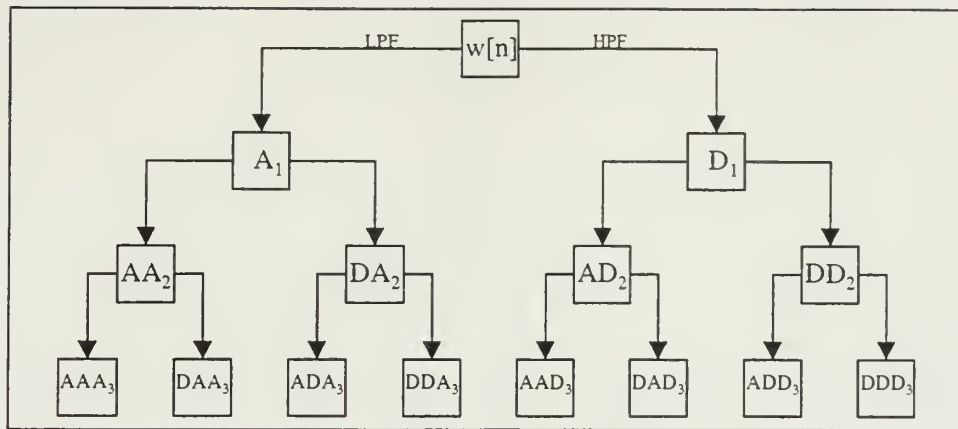 LPF w[n] HPF
A₁ D₁
AA₂ DA₂ AD₂ DD₂
AAA₃ DAA₃ ADA₃ DDA₃ AAD₃ DAD₃ ADD₃ DDD₃